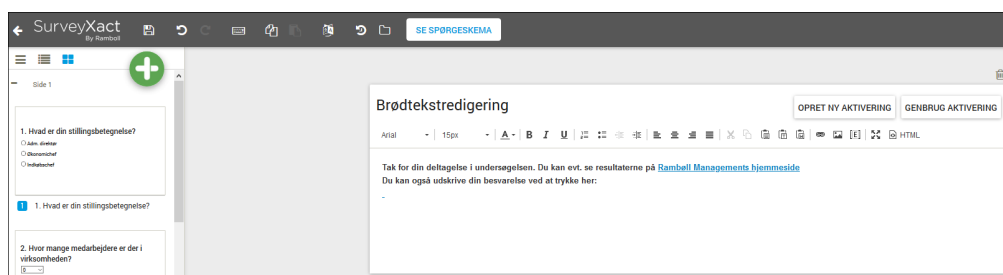 SurveyXact
By Rambøll
SE SPØRGESKEMA
Side 1
1. Hvad er din stillingsbetegnelse?
Adm. direktør
Økonomichef
Indkøbschef
1 1. Hvad er din stillingsbetegnelse?
2. Hvor mange medarbejdere er der i
virksomheden?
0
Brødtekstredigering
OPRET NY AKTIVERING GENBRUG AKTIVERING
Arial 15px A B I U HTML
Tak for din deltagelse i undersøgelsen. Du kan evt. se resultaterne på Rambøll Managements hjemmeside
Du kan også udskrive din besvarelse ved at trykke her:
-